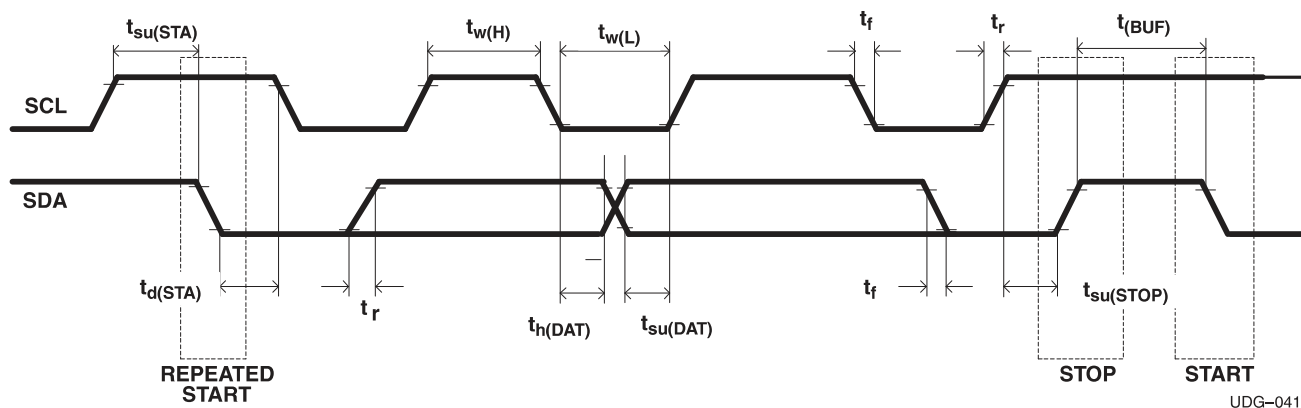 tsu(STA)
tw(H)
tw(L)
tf
tr
t(BUF)
SCL
SDA
td(STA)
tr
th(DAT)
tsu(DAT)
tf
tsu(STOP)
REPEATED
START
STOP
START
UDG–041